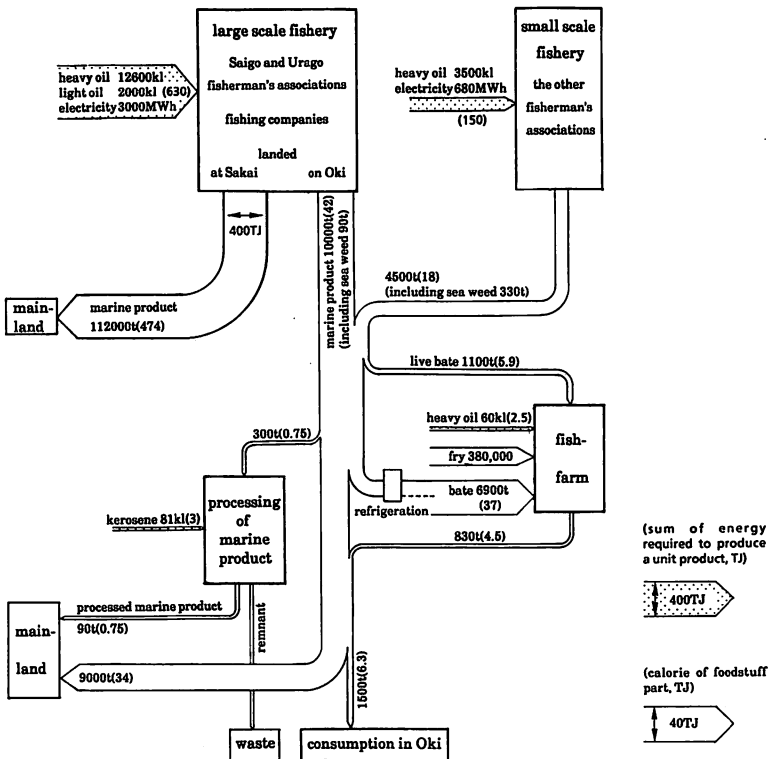 large scale fishery
Saigo and Urago
fisherman's associations
fishing companies
landed
at Sakai on Oki
heavy oil 12600kl
light oil 2000kl (630)
electricity 3000MWh
small scale
fishery
the other
fisherman's
associations
heavy oil 3500kl
electricity 680MWh
(150)
400TJ
marine product 10000t(42)
(including sea weed 90t)
4500t(18)
(including sea weed 330t)
main-
land
marine product
112000t(474)
live bate 1100t(5.9)
heavy oil 60kl(2.5)
fry 380,000
fish-
farm
300t(0.75)
bate 6900t
(37)
refrigeration
processing
of
marine
product
kerosene 81kl(3)
830t(4.5)
(sum of energy
required to produce
a unit product, TJ)
400TJ
processed marine product
90t(0.75)
remnant
main-
land
9000t(34)
1500t(6.3)
(calorie of foodstuff
part, TJ)
40TJ
waste
consumption in Oki